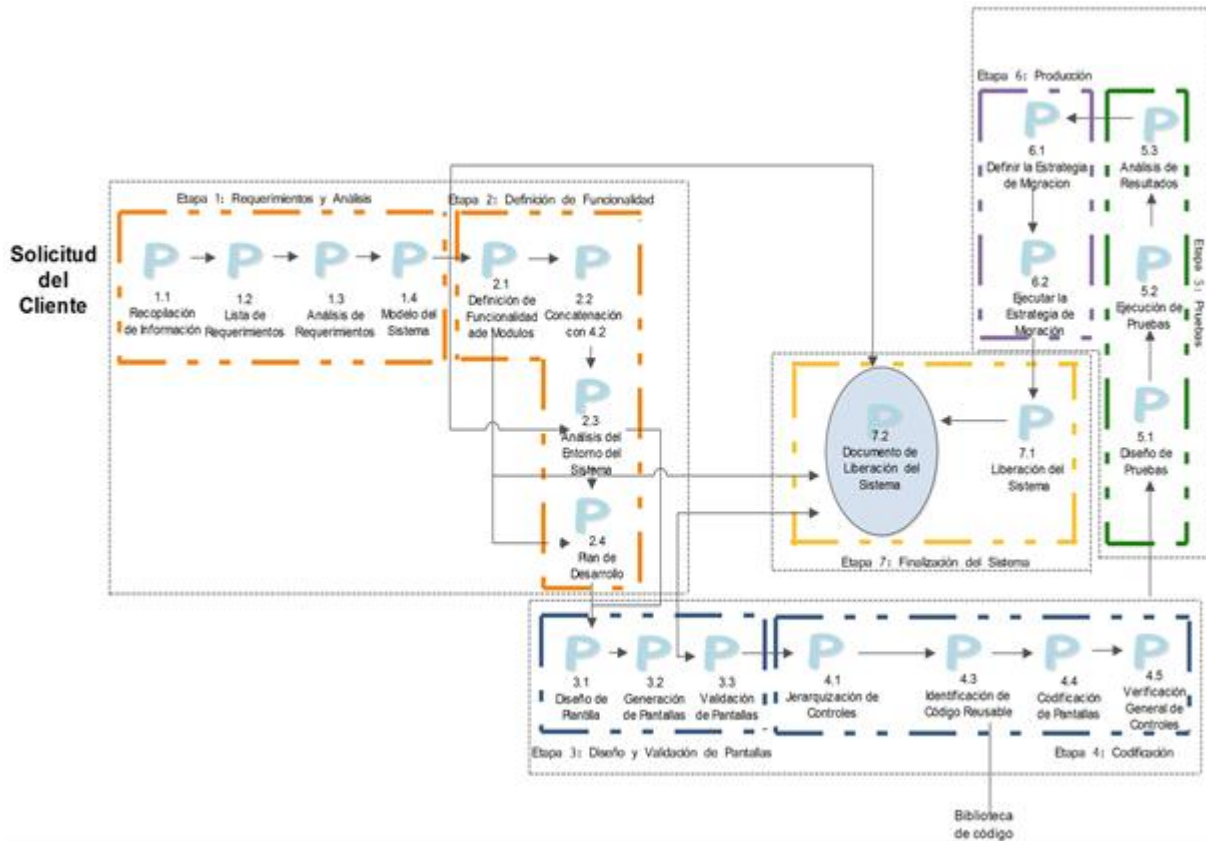 Solicitud
del
Cliente
Etapa 1: Requerimientos y Análisis
P
1.1
Recopilación
de Información
P
1.2
Lista de
Requerimientos
P
1.3
Análisis de
Requerimientos
P
1.4
Modelo del
Sistema
Etapa 2: Definición de Funcionalidad
P
2.1
Definición de
Funcionalidad
ade Modulos
P
2.2
Concatenación
con 4.2
P
2.3
Análisis del
Entorno del
Sistema
P
2.4
Plan de
Desarrollo
P
3.1
Diseño de
Plantilla
P
3.2
Generación
de Pantallas
P
3.3
Validación
de Pantallas
Etapa 3: Diseño y Validación de Pantallas
P
4.1
Jerarquización de
Controles
P
4.3
Identificación de
Código Reusable
P
4.4
Codificación
de Pantallas
P
4.5
Verificación
General de
Controles
Etapa 4: Codificación
Biblioteca
de código
P
5.1
Diseño de
Pruebas
P
5.2
Ejecución de
Pruebas
P
5.3
Análisis de
Resultados
Etapa 5: Pruebas
Etapa 6: Producción
P
6.1
Definir la Estrategia
de Migracion
P
6.2
Ejecutar la
Estrategia de
Migración
P
7.1
Liberación del
Sistema
P
7.2
Documento de
Liberación del
Sistema
Etapa 7: Finalización del Sistema